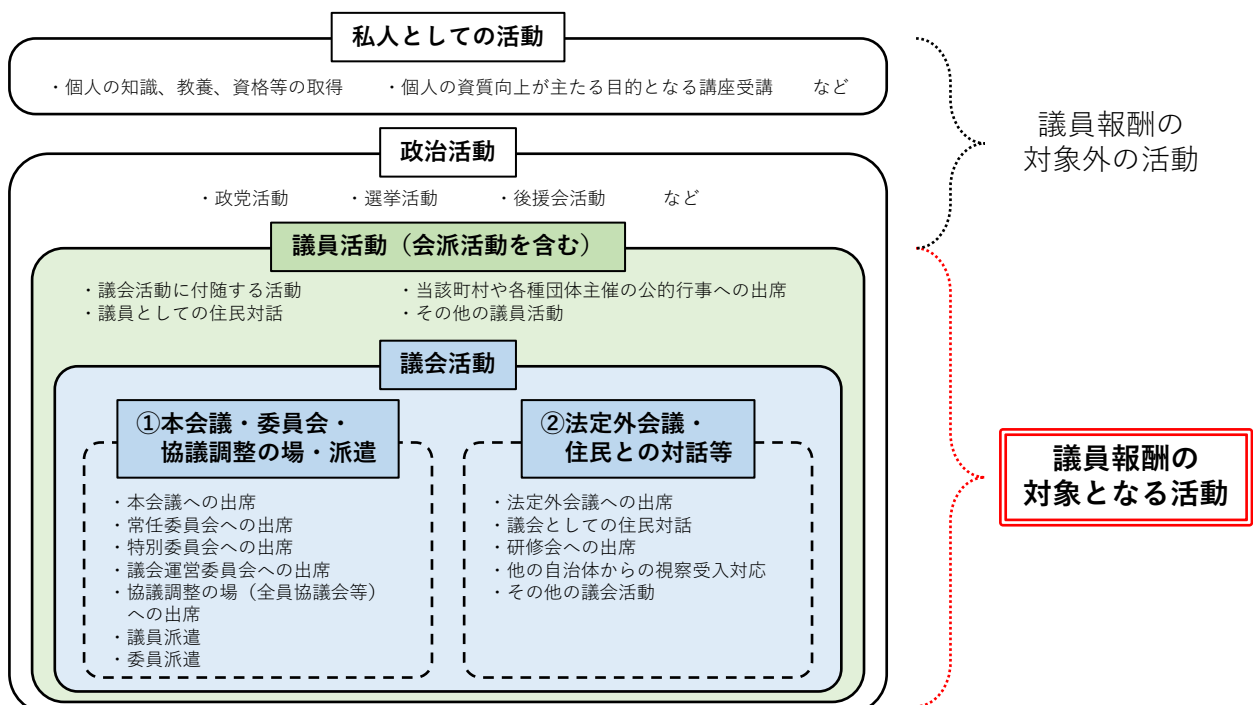 私人としての活動
・個人の知識、教養、資格等の取得　・個人の資質向上が主たる目的となる講座受講　など
議員報酬の
対象外の活動
政治活動
・政党活動　・選挙活動　・後援会活動　など
議員活動（会派活動を含む）
・議会活動に付随する活動
・議員としての住民対話
・当該町村や各種団体主催の公的行事への出席
・その他の議員活動
議会活動
①本会議・委員会・
協議調整の場・派遣
・本会議への出席
・常任委員会への出席
・特別委員会への出席
・議会運営委員会への出席
・協議調整の場（全員協議会等）
への出席
・議員派遣
・委員派遣
②法定外会議・
住民との対話等
・法定外会議への出席
・議会としての住民対話
・研修会への出席
・他の自治体からの視察受入対応
・その他の議会活動
議員報酬の
対象となる活動